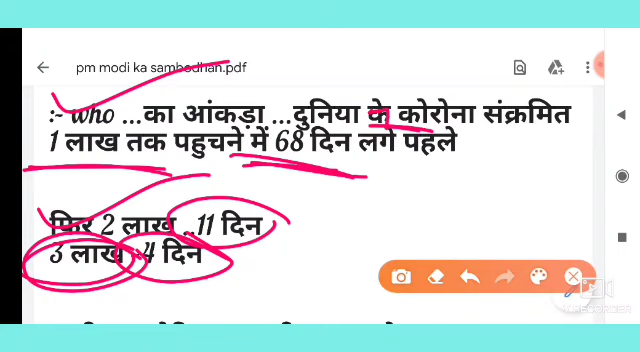 pm modi ka sambodhan.pdf
:- who ...का आंकड़ा ...दुनिया के कोरोना संक्रमित
1 लाख तक पहुचने में 68 दिन लगे पहले
फिर 2 लाख ..11 दिन
3 लाख 4 दिन